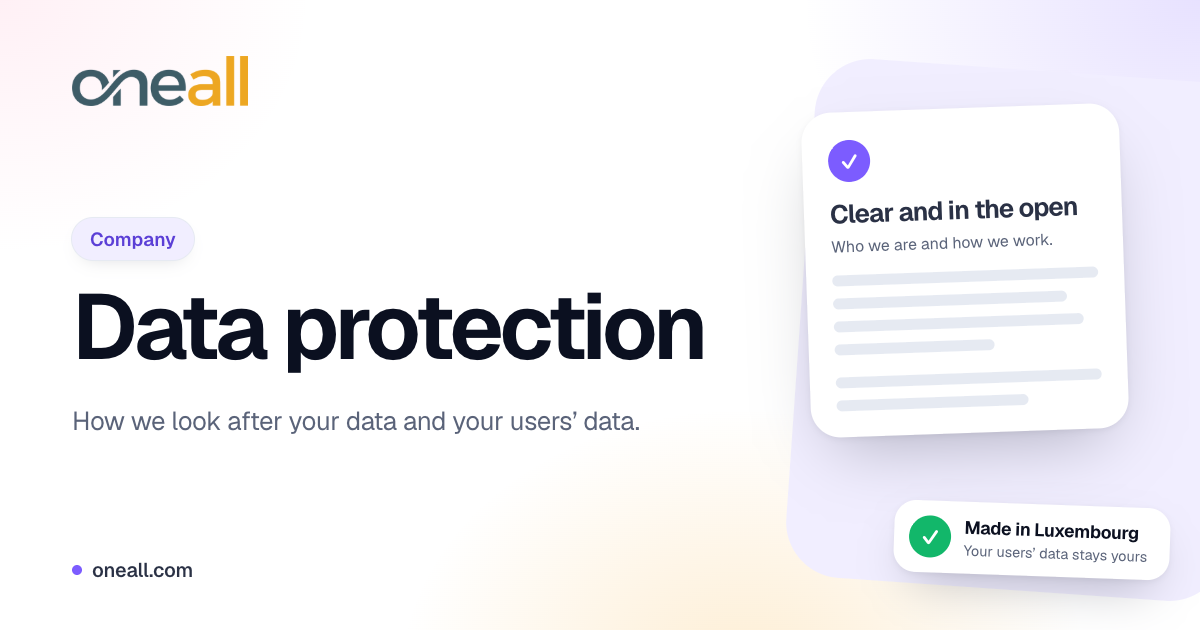 oneall
Company
Data protection
How we look after your data and your users’ data.
oneall.com
Clear and in the open
Who we are and how we work.
Made in Luxembourg
Your users’ data stays yours